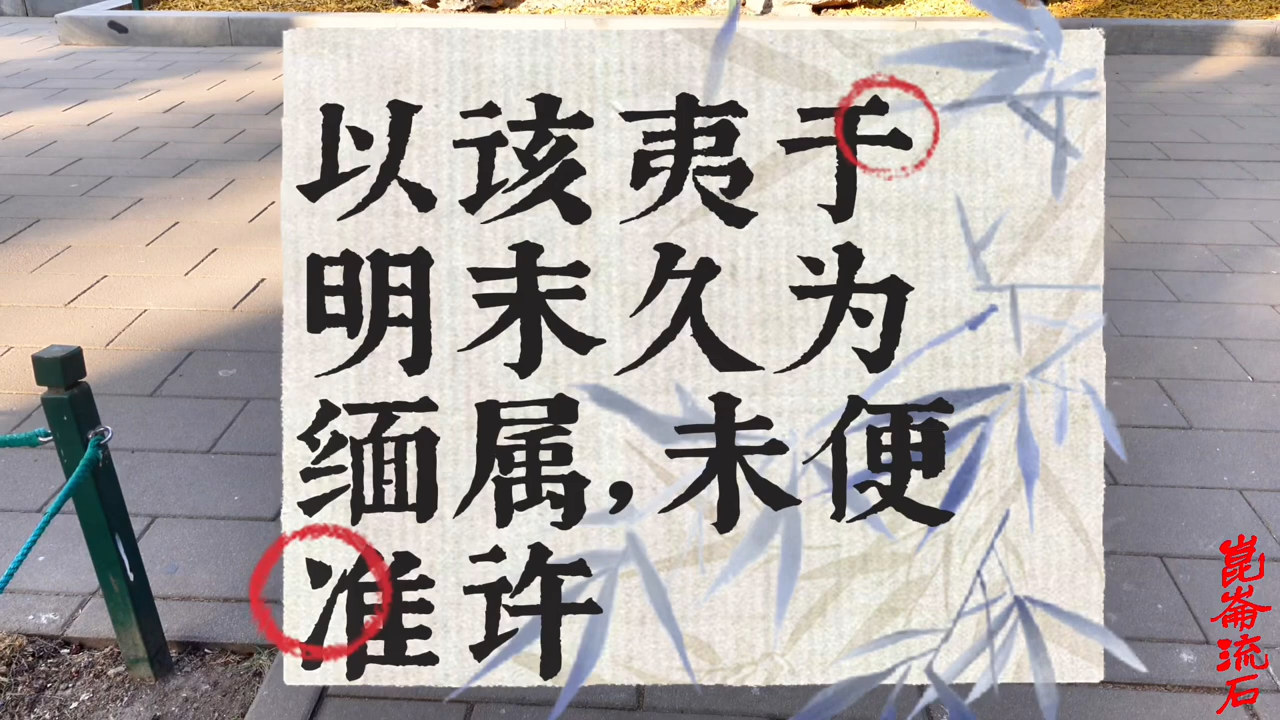 以该夷于
明末久为
缅属，未便
准许
崑崙流石